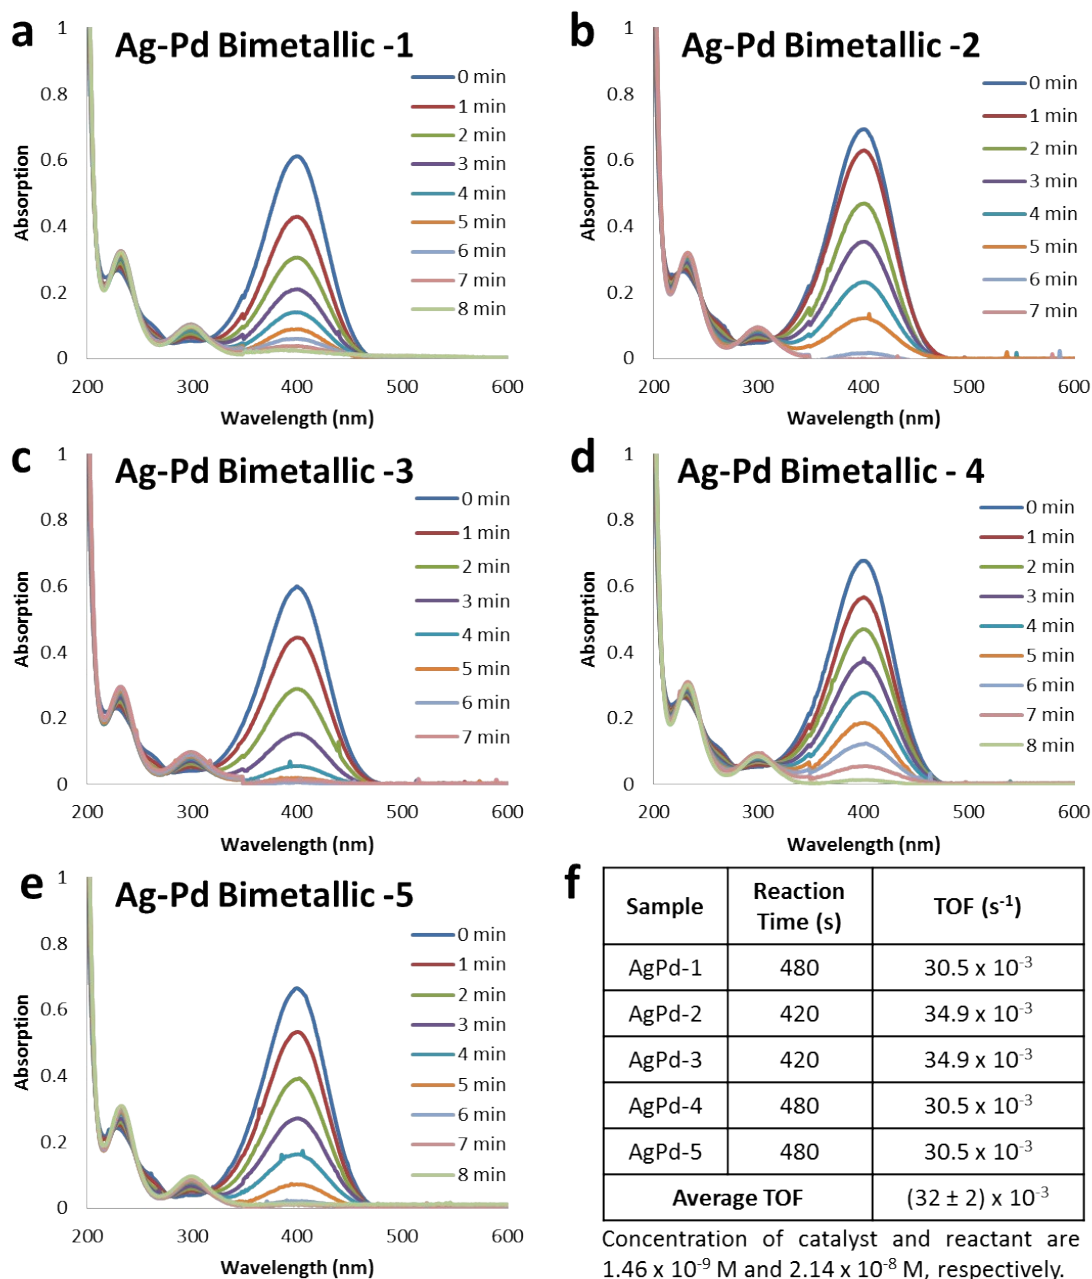 a
Ag-Pd Bimetallic -1
1
0.8
0.6
0.4
0.2
0
Absorption
200 300 400 500 600
Wavelength (nm)
0 min
1 min
2 min
3 min
4 min
5 min
6 min
7 min
8 min
b
Ag-Pd Bimetallic -2
1
0.8
0.6
0.4
0.2
0
Absorption
200 300 400 500 600
Wavelength (nm)
0 min
1 min
2 min
3 min
4 min
5 min
6 min
7 min
c
Ag-Pd Bimetallic -3
1
0.8
0.6
0.4
0.2
0
Absorption
200 300 400 500 600
Wavelength (nm)
0 min
1 min
2 min
3 min
4 min
5 min
6 min
7 min
d
Ag-Pd Bimetallic - 4
1
0.8
0.6
0.4
0.2
0
Absorption
200 300 400 500 600
Wavelength (nm)
0 min
1 min
2 min
3 min
4 min
5 min
6 min
7 min
8 min
e
Ag-Pd Bimetallic -5
1
0.8
0.6
0.4
0.2
0
Absorption
200 300 400 500 600
Wavelength (nm)
0 min
1 min
2 min
3 min
4 min
5 min
6 min
7 min
8 min
f
Sample Reaction Time (s) TOF (s⁻¹)
AgPd-1 480 30.5 x 10⁻³
AgPd-2 420 34.9 x 10⁻³
AgPd-3 420 34.9 x 10⁻³
AgPd-4 480 30.5 x 10⁻³
AgPd-5 480 30.5 x 10⁻³
Average TOF (32 ± 2) x 10⁻³
Concentration of catalyst and reactant are
1.46 x 10⁻⁹ M and 2.14 x 10⁻⁸ M, respectively.